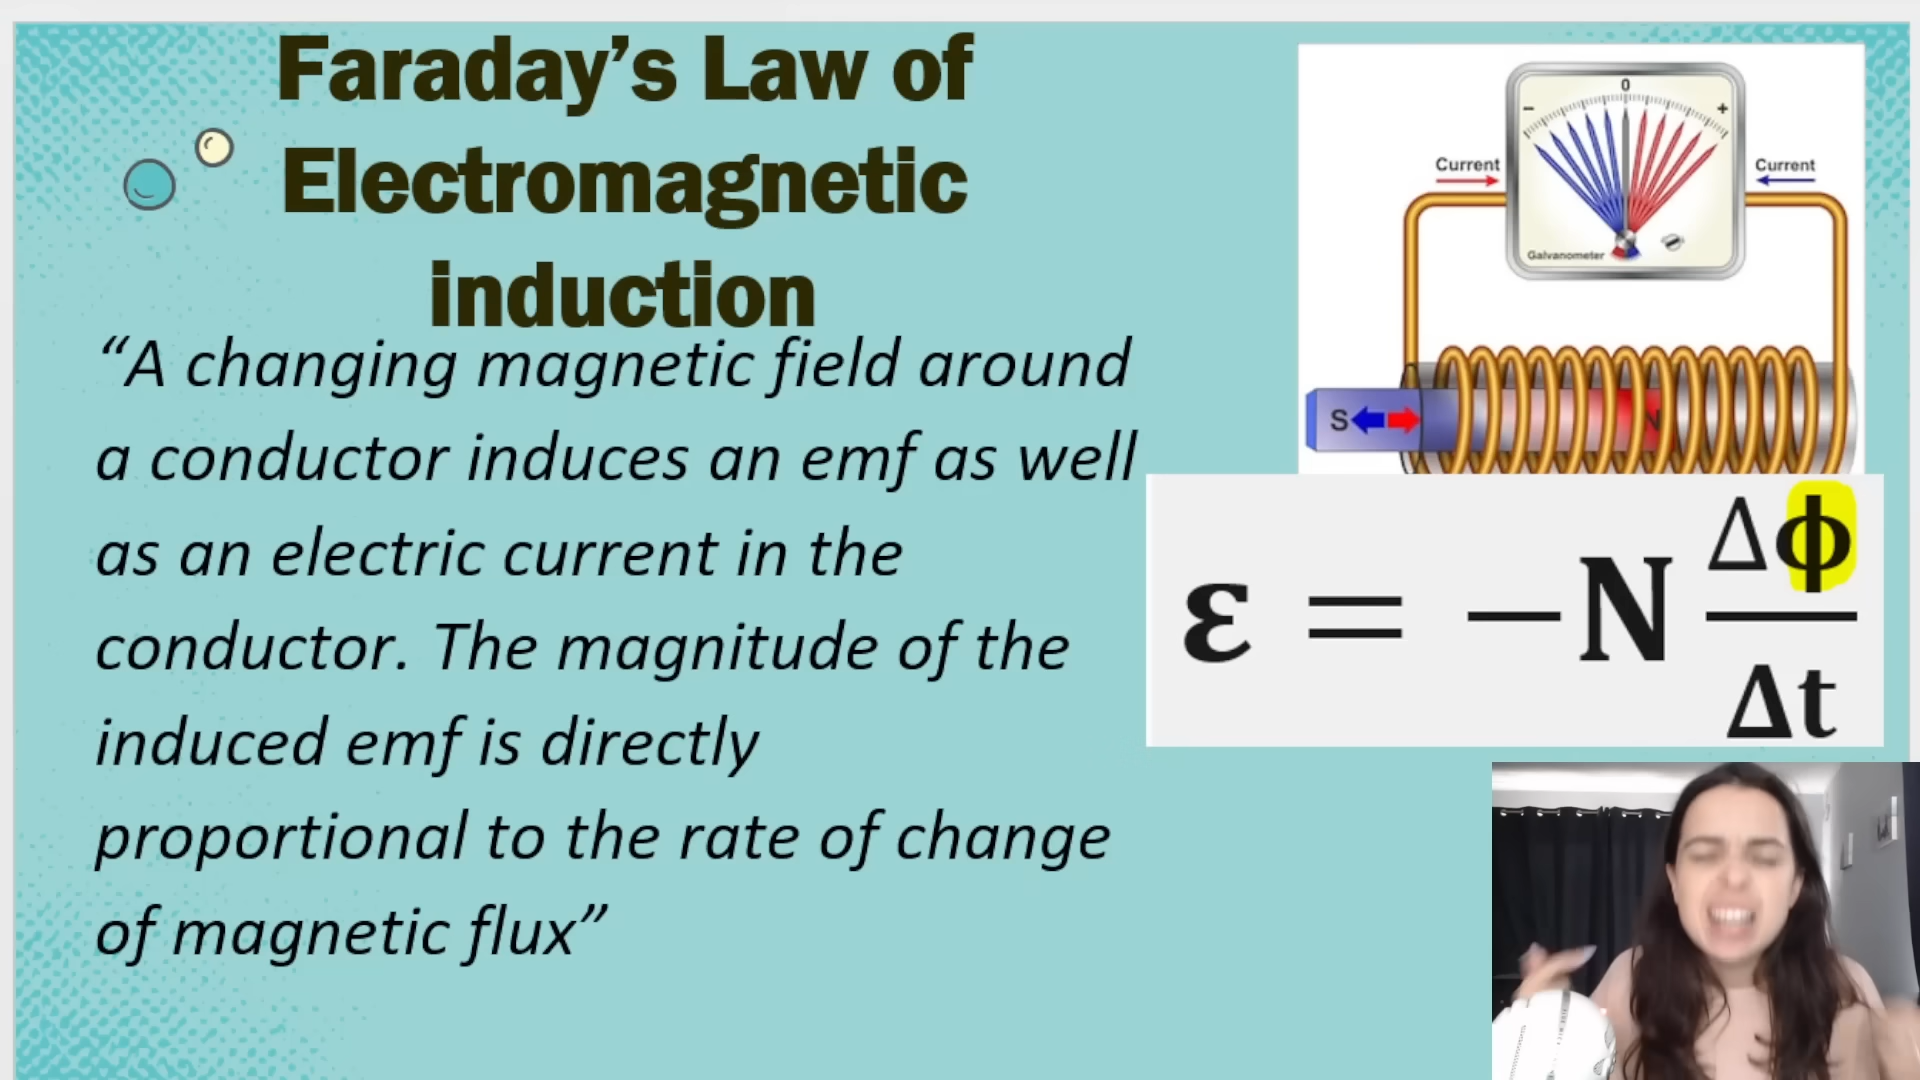 Faraday’s Law of
Electromagnetic
induction
“A changing magnetic field around
a conductor induces an emf as well
as an electric current in the
conductor. The magnitude of the
induced emf is directly
proportional to the rate of change
of magnetic flux”
0
− +
Current Current
Galvanometer
S N
ε = −N Δϕ
Δt